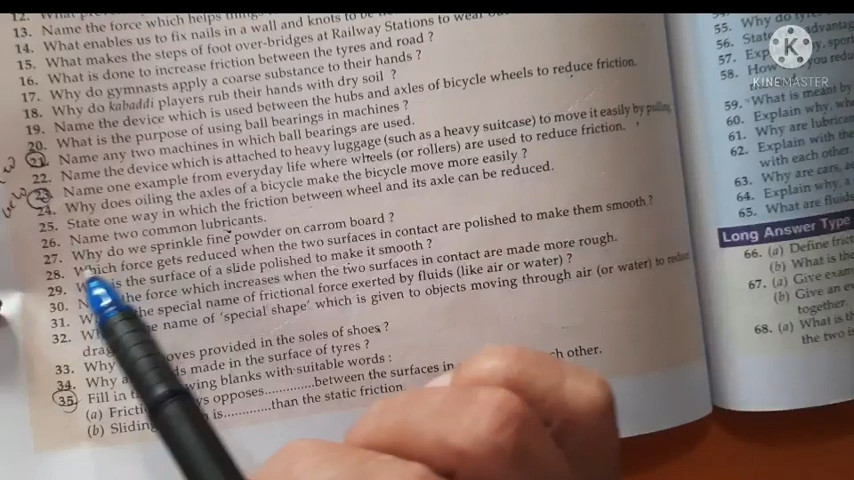 12. What
13. Name the force which helps things
14. What enables us to fix nails in a wall and knots to be
15. What makes the steps of foot over-bridges at Railway Stations to wear
16. What is done to increase friction between the tyres and road ?
17. Why do gymnasts apply a coarse substance to their hands ?
18. Why do kabaddi players rub their hands with dry soil ?
19. Name the device which is used between the hubs and axles of bicycle wheels to reduce friction.
20. What is the purpose of using ball bearings in machines ?
21. Name any two machines in which ball bearings are used.
22. Name the device which is attached to heavy luggage (such as a heavy suitcase) to move it easily by pulling
23. Name one example from everyday life where wheels (or rollers) are used to reduce friction.
24. Why does oiling the axles of a bicycle make the bicycle move more easily ?
25. State one way in which the friction between wheel and its axle can be reduced.
26. Name two common lubricants.
27. Why do we sprinkle fine powder on carrom board ?
28. Which force gets reduced when the two surfaces in contact are polished to make them smooth ?
29. is the surface of a slide polished to make it smooth ?
30. the force which increases when the two surfaces in contact are made more rough.
31. the special name of frictional force exerted by fluids (like air or water) ?
32. name of 'special shape' which is given to objects moving through air (or water) to reduce
drag
33. Why provided in the soles of shoes ?
34. Why made in the surface of tyres ?
35. Fill in blanks with suitable words :
(a) opposes............between the surfaces in each other.
(b) Sliding is............than the static friction
55. Why do
56. State advantag
57. spor
58. How you redu
59. What is meant by
60. Explain why, wh
61. Why are lubrica
62. Explain with the
with each other
63. Why are cars, a
64. Explain why, a
65. What are fluids
Long Answer Type
66. (a) Define frict
(b) What is the
67. (a) Give exam
(b) Give an e
together.
68. (a) What is th
the two is
K
KINEMASTER